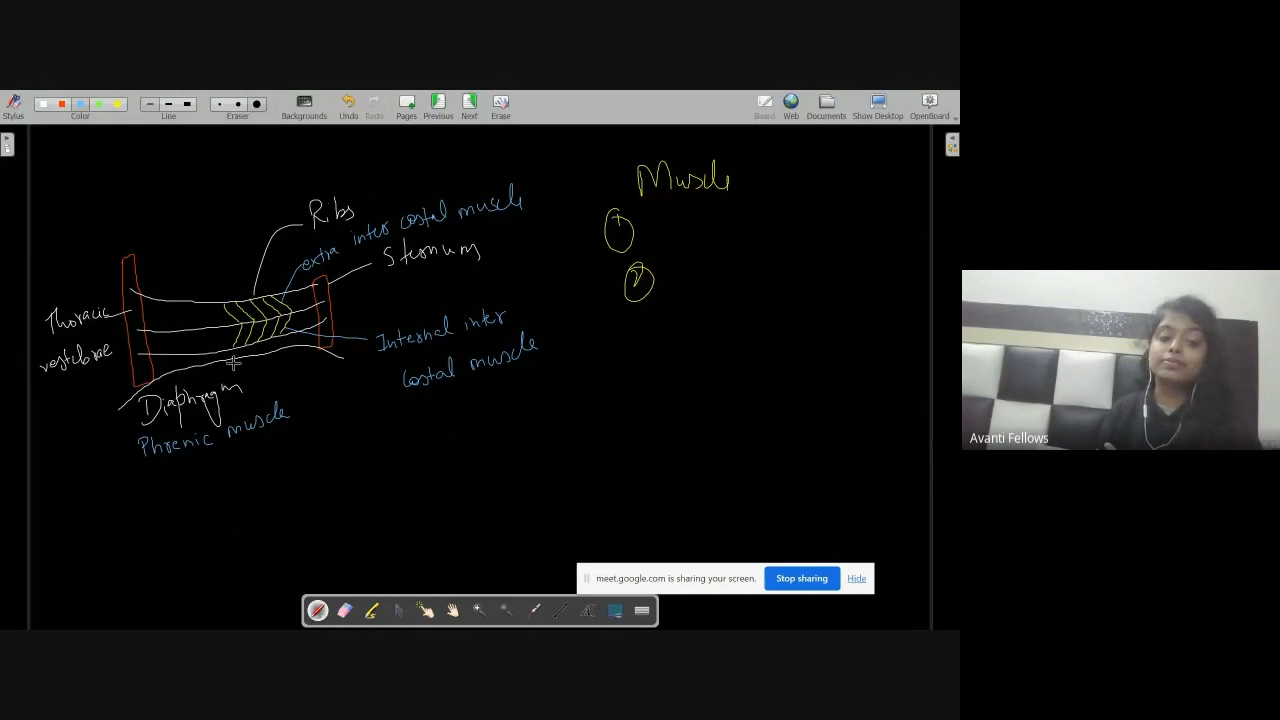 Stylus
Color
Line
Eraser
Backgrounds
Undo
Redo
Pages
Previous
Next
Erase
Board
Web
Documents
Show Desktop
OpenBoard
Muscle
1
2
Ribs
extra inter costal muscle
Sternum
Thoracic
vertebrae
Internal inter
costal muscle
Diaphragm
Phrenic muscle
Avanti Fellows
meet.google.com is sharing your screen.
Stop sharing
Hide